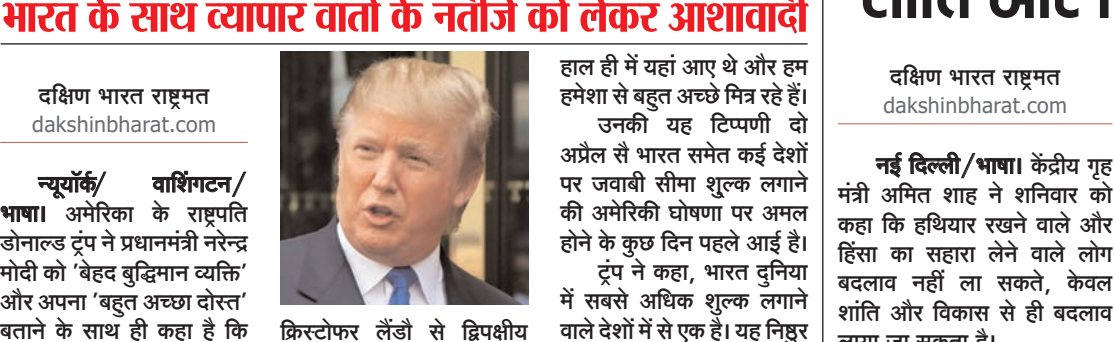 भारत के साथ व्यापार वार्ता के नतीजे को लेकर आशावादी
दक्षिण भारत राष्ट्रमत
dakshinbharat.com
न्यूयॉर्क/ वाशिंगटन/
भाषा। अमेरिका के राष्ट्रपति
डोनाल्ड ट्रंप ने प्रधानमंत्री नरेन्द्र
मोदी को 'बेहद बुद्धिमान व्यक्ति'
और अपना 'बहुत अच्छा दोस्त'
बताने के साथ ही कहा है कि
क्रिस्टोफर लैंडौ से द्विपक्षीय
हाल ही में यहां आए थे और हम
हमेशा से बहुत अच्छे मित्र रहे हैं।
उनकी यह टिप्पणी दो
अप्रैल सै भारत समेत कई देशों
पर जवाबी सीमा शुल्क लगाने
की अमेरिकी घोषणा पर अमल
होने के कुछ दिन पहले आई है।
ट्रंप ने कहा, भारत दुनिया
में सबसे अधिक शुल्क लगाने
वाले देशों में से एक है। यह निष्ठुर
शांति और
दक्षिण भारत राष्ट्रमत
dakshinbharat.com
नई दिल्ली/भाषा। केंद्रीय गृह
मंत्री अमित शाह ने शनिवार को
कहा कि हथियार रखने वाले और
हिंसा का सहारा लेने वाले लोग
बदलाव नहीं ला सकते, केवल
शांति और विकास से ही बदलाव
लाया जा सकता है।